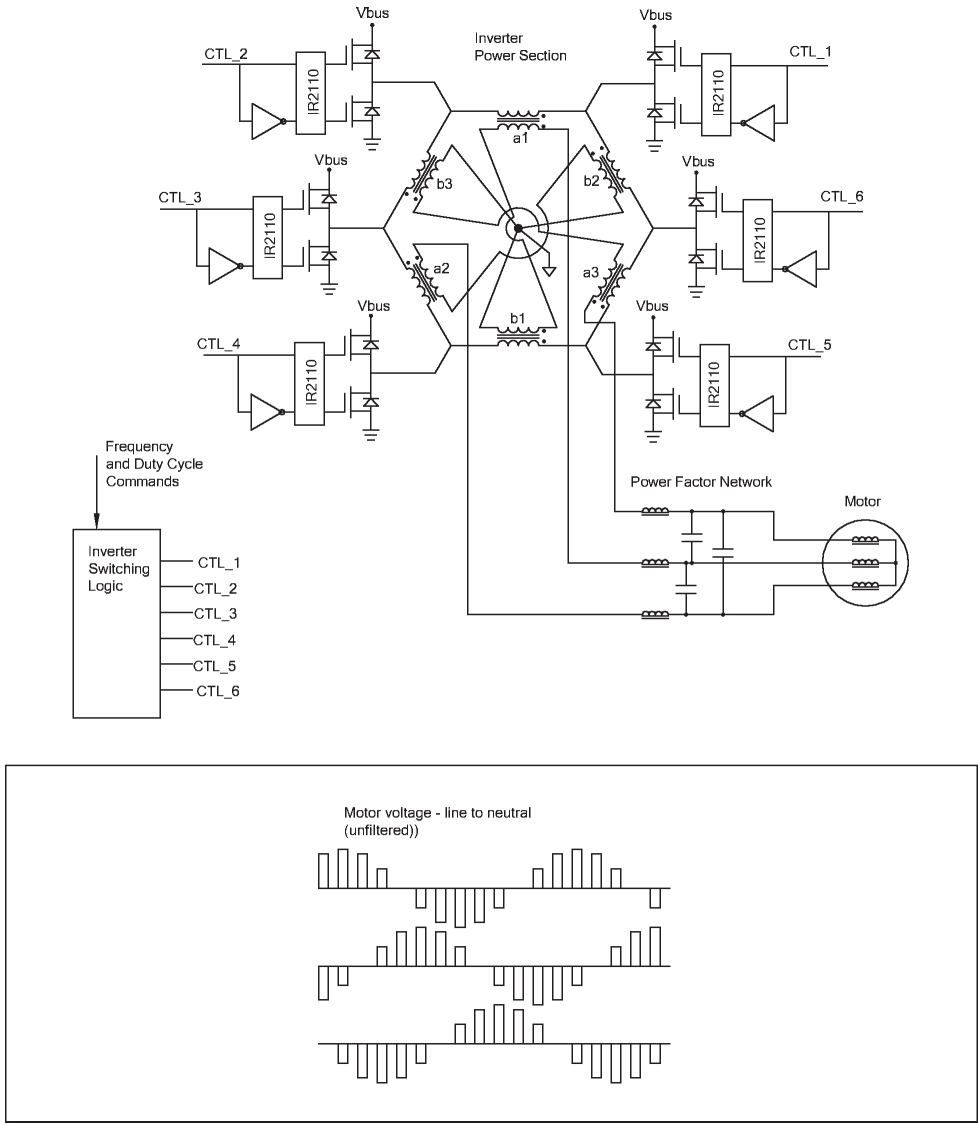 Vbus
Inverter
Power Section
Vbus
CTL_2
IR2110
CTL_1
IR2110
a1
Vbus
b3
b2
Vbus
CTL_3
IR2110
CTL_6
IR2110
a2
a3
Vbus
b1
Vbus
CTL_4
IR2110
CTL_5
IR2110
Frequency
and Duty Cycle
Commands
Power Factor Network
Motor
Inverter
Switching
Logic
CTL_1
CTL_2
CTL_3
CTL_4
CTL_5
CTL_6
Motor voltage - line to neutral
(unfiltered))